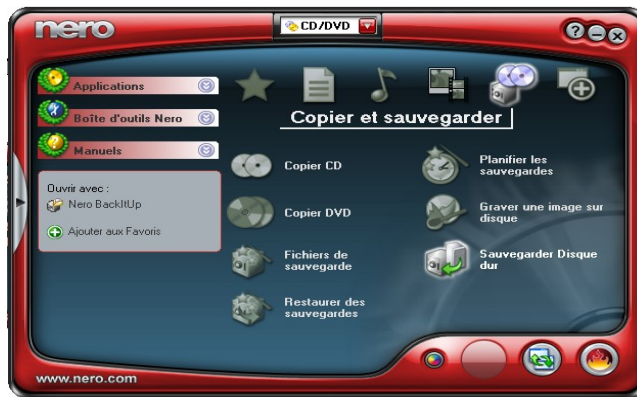 nero
CD/DVD
Applications
Boîte d'outils Nero
Manuels
Ouvrir avec :
Nero BackItUp
Ajouter aux Favoris
Copier et sauvegarder
Copier CD
Copier DVD
Fichiers de
sauvegarde
Restaurer des
sauvegardes
Planifier les
sauvegardes
Graver une image sur
disque
Sauvegarder Disque
dur
www.nero.com